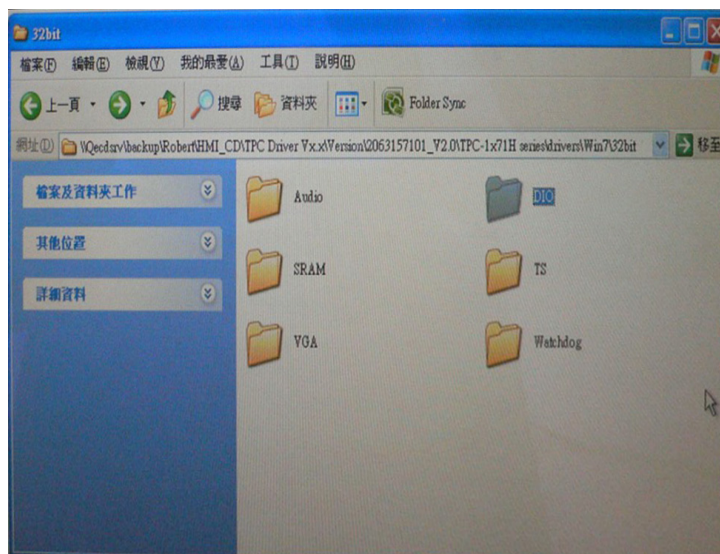 32bit
檔案(F) 編輯(E) 檢視(V) 我的最愛(A) 工具(T) 說明(H)
上一頁 搜尋 資料夾 Folder Sync
網址(D) \\Qecdsrv\backup\Robert\HMI_CD\TPC Driver Vx.x\Version\2063157101_V2.0\TPC-1x71H series\drivers\Win7\32bit 移至
檔案及資料夾工作
其他位置
詳細資料
Audio DIO
SRAM TS
VGA Watchdog